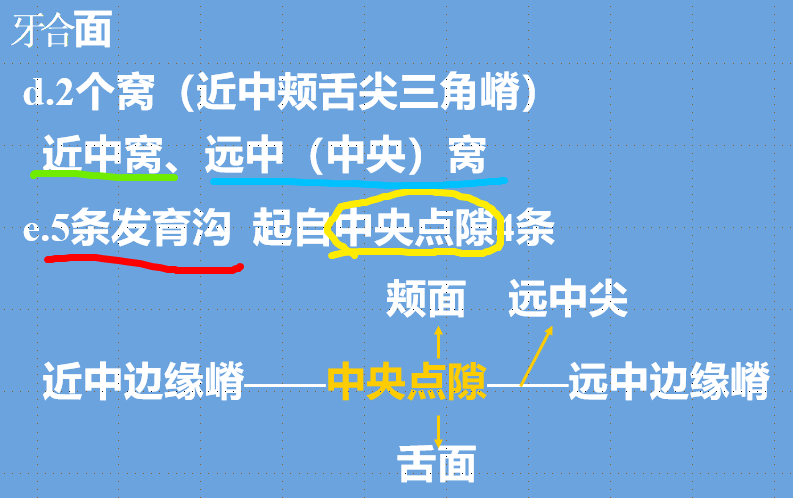 牙合面
d.2个窝（近中颊舌尖三角嵴）
近中窝、远中（中央）窝
e.5条发育沟 起自中央点隙4条
颊面 远中尖
近中边缘嵴——中央点隙——远中边缘嵴
舌面